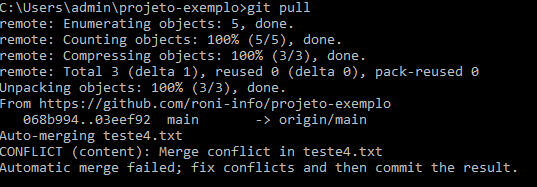 C:\Users\admin\projeto-exemplo>git pull
remote: Enumerating objects: 5, done.
remote: Counting objects: 100% (5/5), done.
remote: Compressing objects: 100% (3/3), done.
remote: Total 3 (delta 1), reused 0 (delta 0), pack-reused 0
Unpacking objects: 100% (3/3), done.
From https://github.com/roni-info/projeto-exemplo
   068b994..03eef92  main       -> origin/main
Auto-merging teste4.txt
CONFLICT (content): Merge conflict in teste4.txt
Automatic merge failed; fix conflicts and then commit the result.